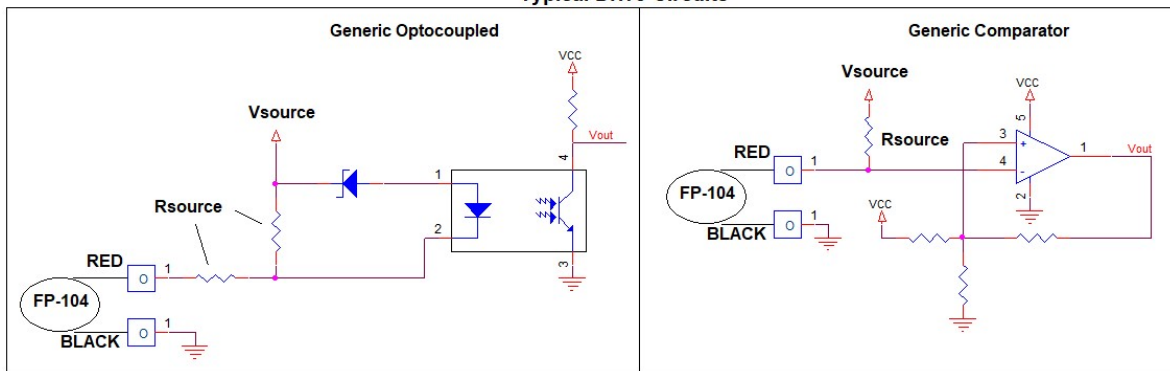 Generic Optocoupled
VCC
Vsource
Vout
4
1
Rsource
2
3
RED
1
O
FP-104
1
O
BLACK
Generic Comparator
Vsource
VCC
5
3
+
Rsource
RED
1
O
4
-
1
Vout
FP-104
2
VCC
1
O
BLACK